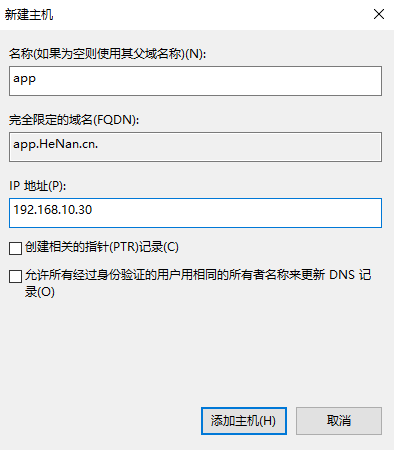 新建主机
名称(如果为空则使用其父域名称)(N):
app
完全限定的域名(FQDN):
app.HeNan.cn.
IP 地址(P):
192.168.10.30
创建相关的指针(PTR)记录(C)
允许所有经过身份验证的用户用相同的所有者名称来更新 DNS 记
录(O)
添加主机(H)
取消